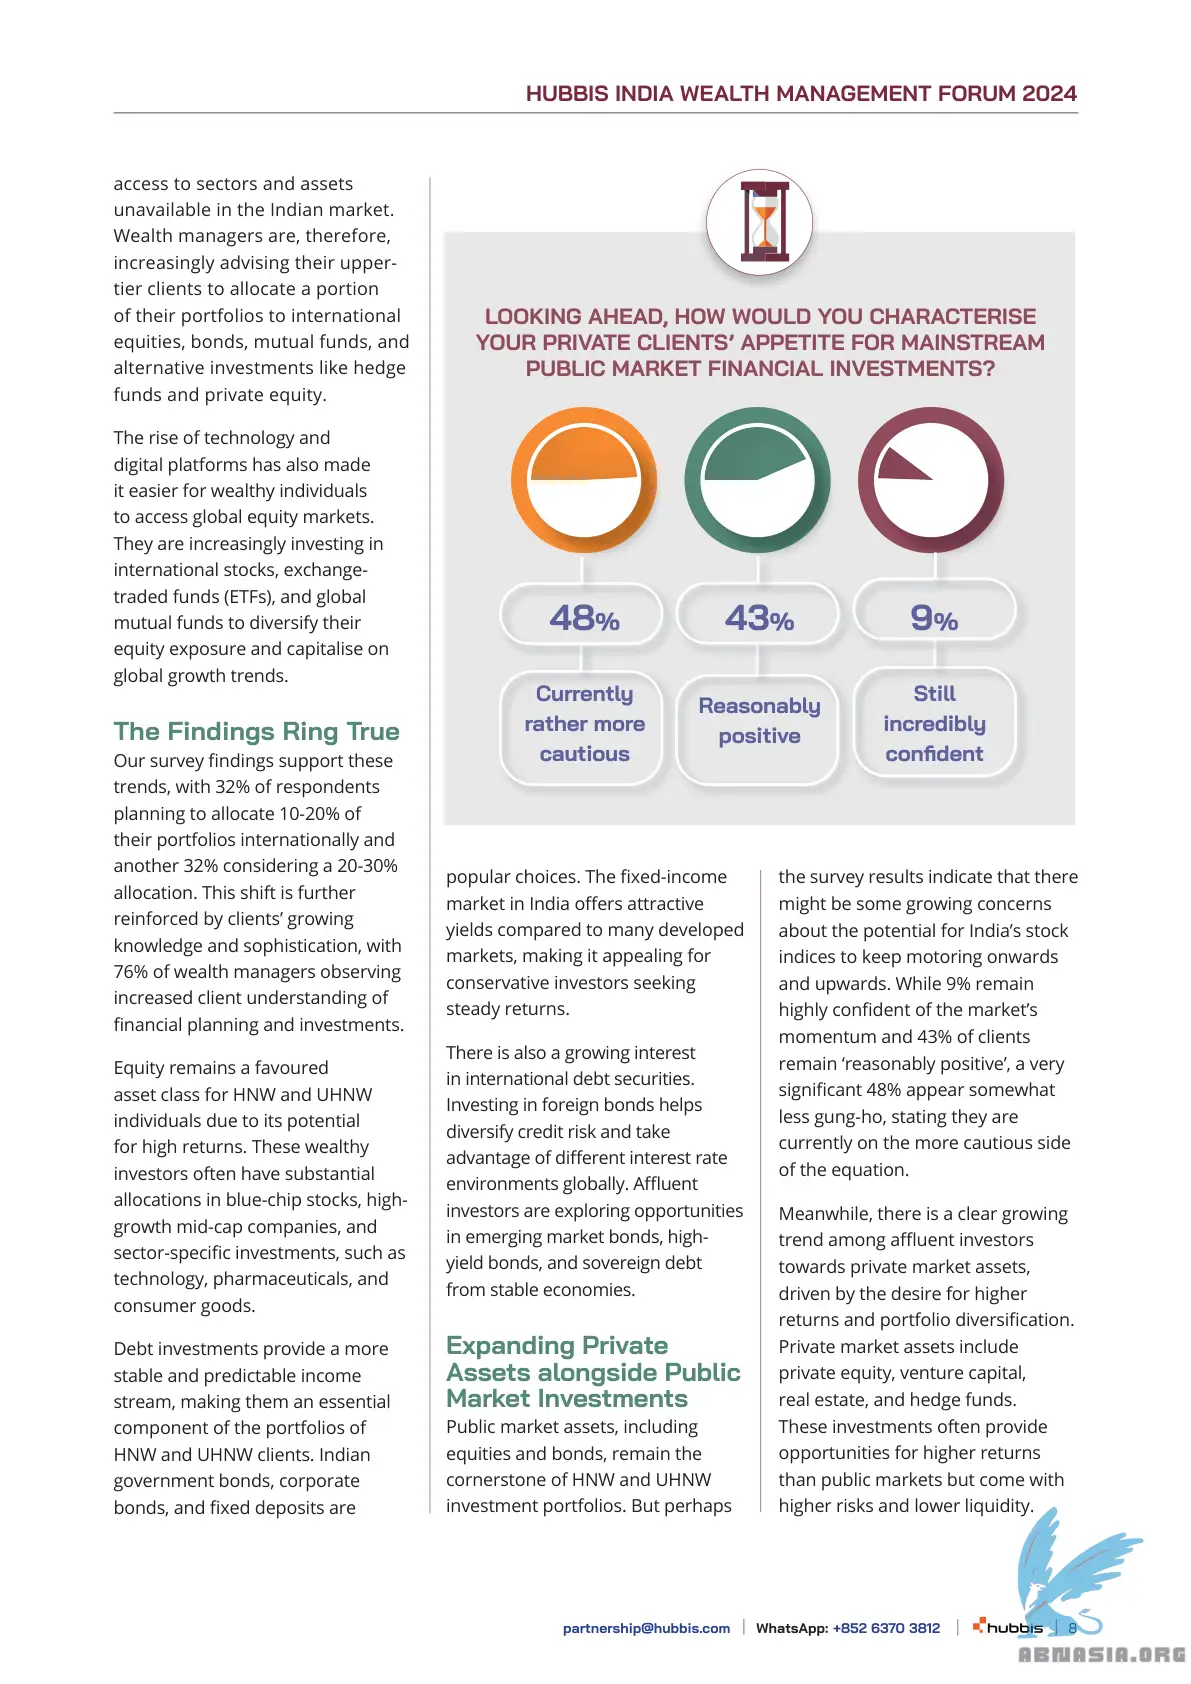 HUBBIS INDIA WEALTH MANAGEMENT FORUM 2024
access to sectors and assets
unavailable in the Indian market.
Wealth managers are, therefore,
increasingly advising their upper-
tier clients to allocate a portion
of their portfolios to international
equities, bonds, mutual funds, and
alternative investments like hedge
funds and private equity.
The rise of technology and
digital platforms has also made
it easier for wealthy individuals
to access global equity markets.
They are increasingly investing in
international stocks, exchange-
traded funds (ETFs), and global
mutual funds to diversify their
equity exposure and capitalise on
global growth trends.
The Findings Ring True
Our survey findings support these
trends, with 32% of respondents
planning to allocate 10-20% of
their portfolios internationally and
another 32% considering a 20-30%
allocation. This shift is further
reinforced by clients’ growing
knowledge and sophistication, with
76% of wealth managers observing
increased client understanding of
financial planning and investments.
Equity remains a favoured
asset class for HNW and UHNW
individuals due to its potential
for high returns. These wealthy
investors often have substantial
allocations in blue-chip stocks, high-
growth mid-cap companies, and
sector-specific investments, such as
technology, pharmaceuticals, and
consumer goods.
Debt investments provide a more
stable and predictable income
stream, making them an essential
component of the portfolios of
HNW and UHNW clients. Indian
government bonds, corporate
bonds, and fixed deposits are
LOOKING AHEAD, HOW WOULD YOU CHARACTERISE
YOUR PRIVATE CLIENTS’ APPETITE FOR MAINSTREAM
PUBLIC MARKET FINANCIAL INVESTMENTS?
48%
Currently
rather more
cautious
43%
Reasonably
positive
9%
Still
incredibly
confident
popular choices. The fixed-income
market in India offers attractive
yields compared to many developed
markets, making it appealing for
conservative investors seeking
steady returns.
There is also a growing interest
in international debt securities.
Investing in foreign bonds helps
diversify credit risk and take
advantage of different interest rate
environments globally. Affluent
investors are exploring opportunities
in emerging market bonds, high-
yield bonds, and sovereign debt
from stable economies.
Expanding Private
Assets alongside Public
Market Investments
Public market assets, including
equities and bonds, remain the
cornerstone of HNW and UHNW
investment portfolios. But perhaps
the survey results indicate that there
might be some growing concerns
about the potential for India’s stock
indices to keep motoring onwards
and upwards. While 9% remain
highly confident of the market’s
momentum and 43% of clients
remain ‘reasonably positive’, a very
significant 48% appear somewhat
less gung-ho, stating they are
currently on the more cautious side
of the equation.
Meanwhile, there is a clear growing
trend among affluent investors
towards private market assets,
driven by the desire for higher
returns and portfolio diversification.
Private market assets include
private equity, venture capital,
real estate, and hedge funds.
These investments often provide
opportunities for higher returns
than public markets but come with
higher risks and lower liquidity.
partnership@hubbis.com | WhatsApp: +852 6370 3812 | hubbis | 8
ABNASIA.ORG